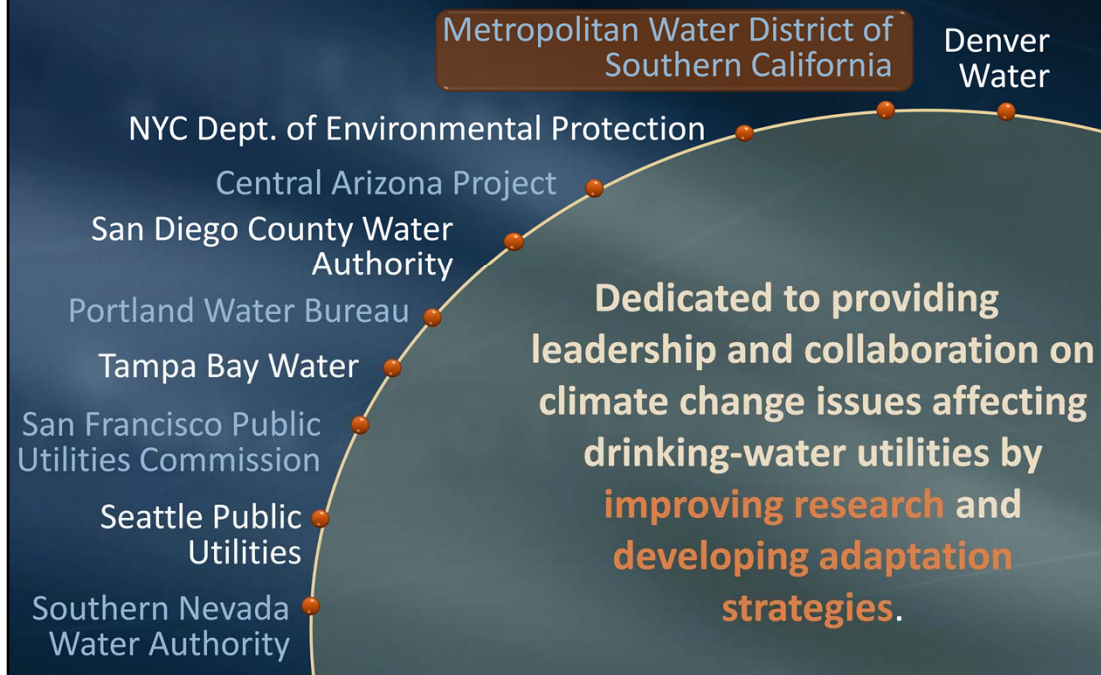 Metropolitan Water District of
Southern California
Denver
Water
NYC Dept. of Environmental Protection
Central Arizona Project
San Diego County Water
Authority
Portland Water Bureau
Tampa Bay Water
San Francisco Public
Utilities Commission
Seattle Public
Utilities
Southern Nevada
Water Authority
Dedicated to providing
leadership and collaboration on
climate change issues affecting
drinking-water utilities by
improving research and
developing adaptation
strategies.